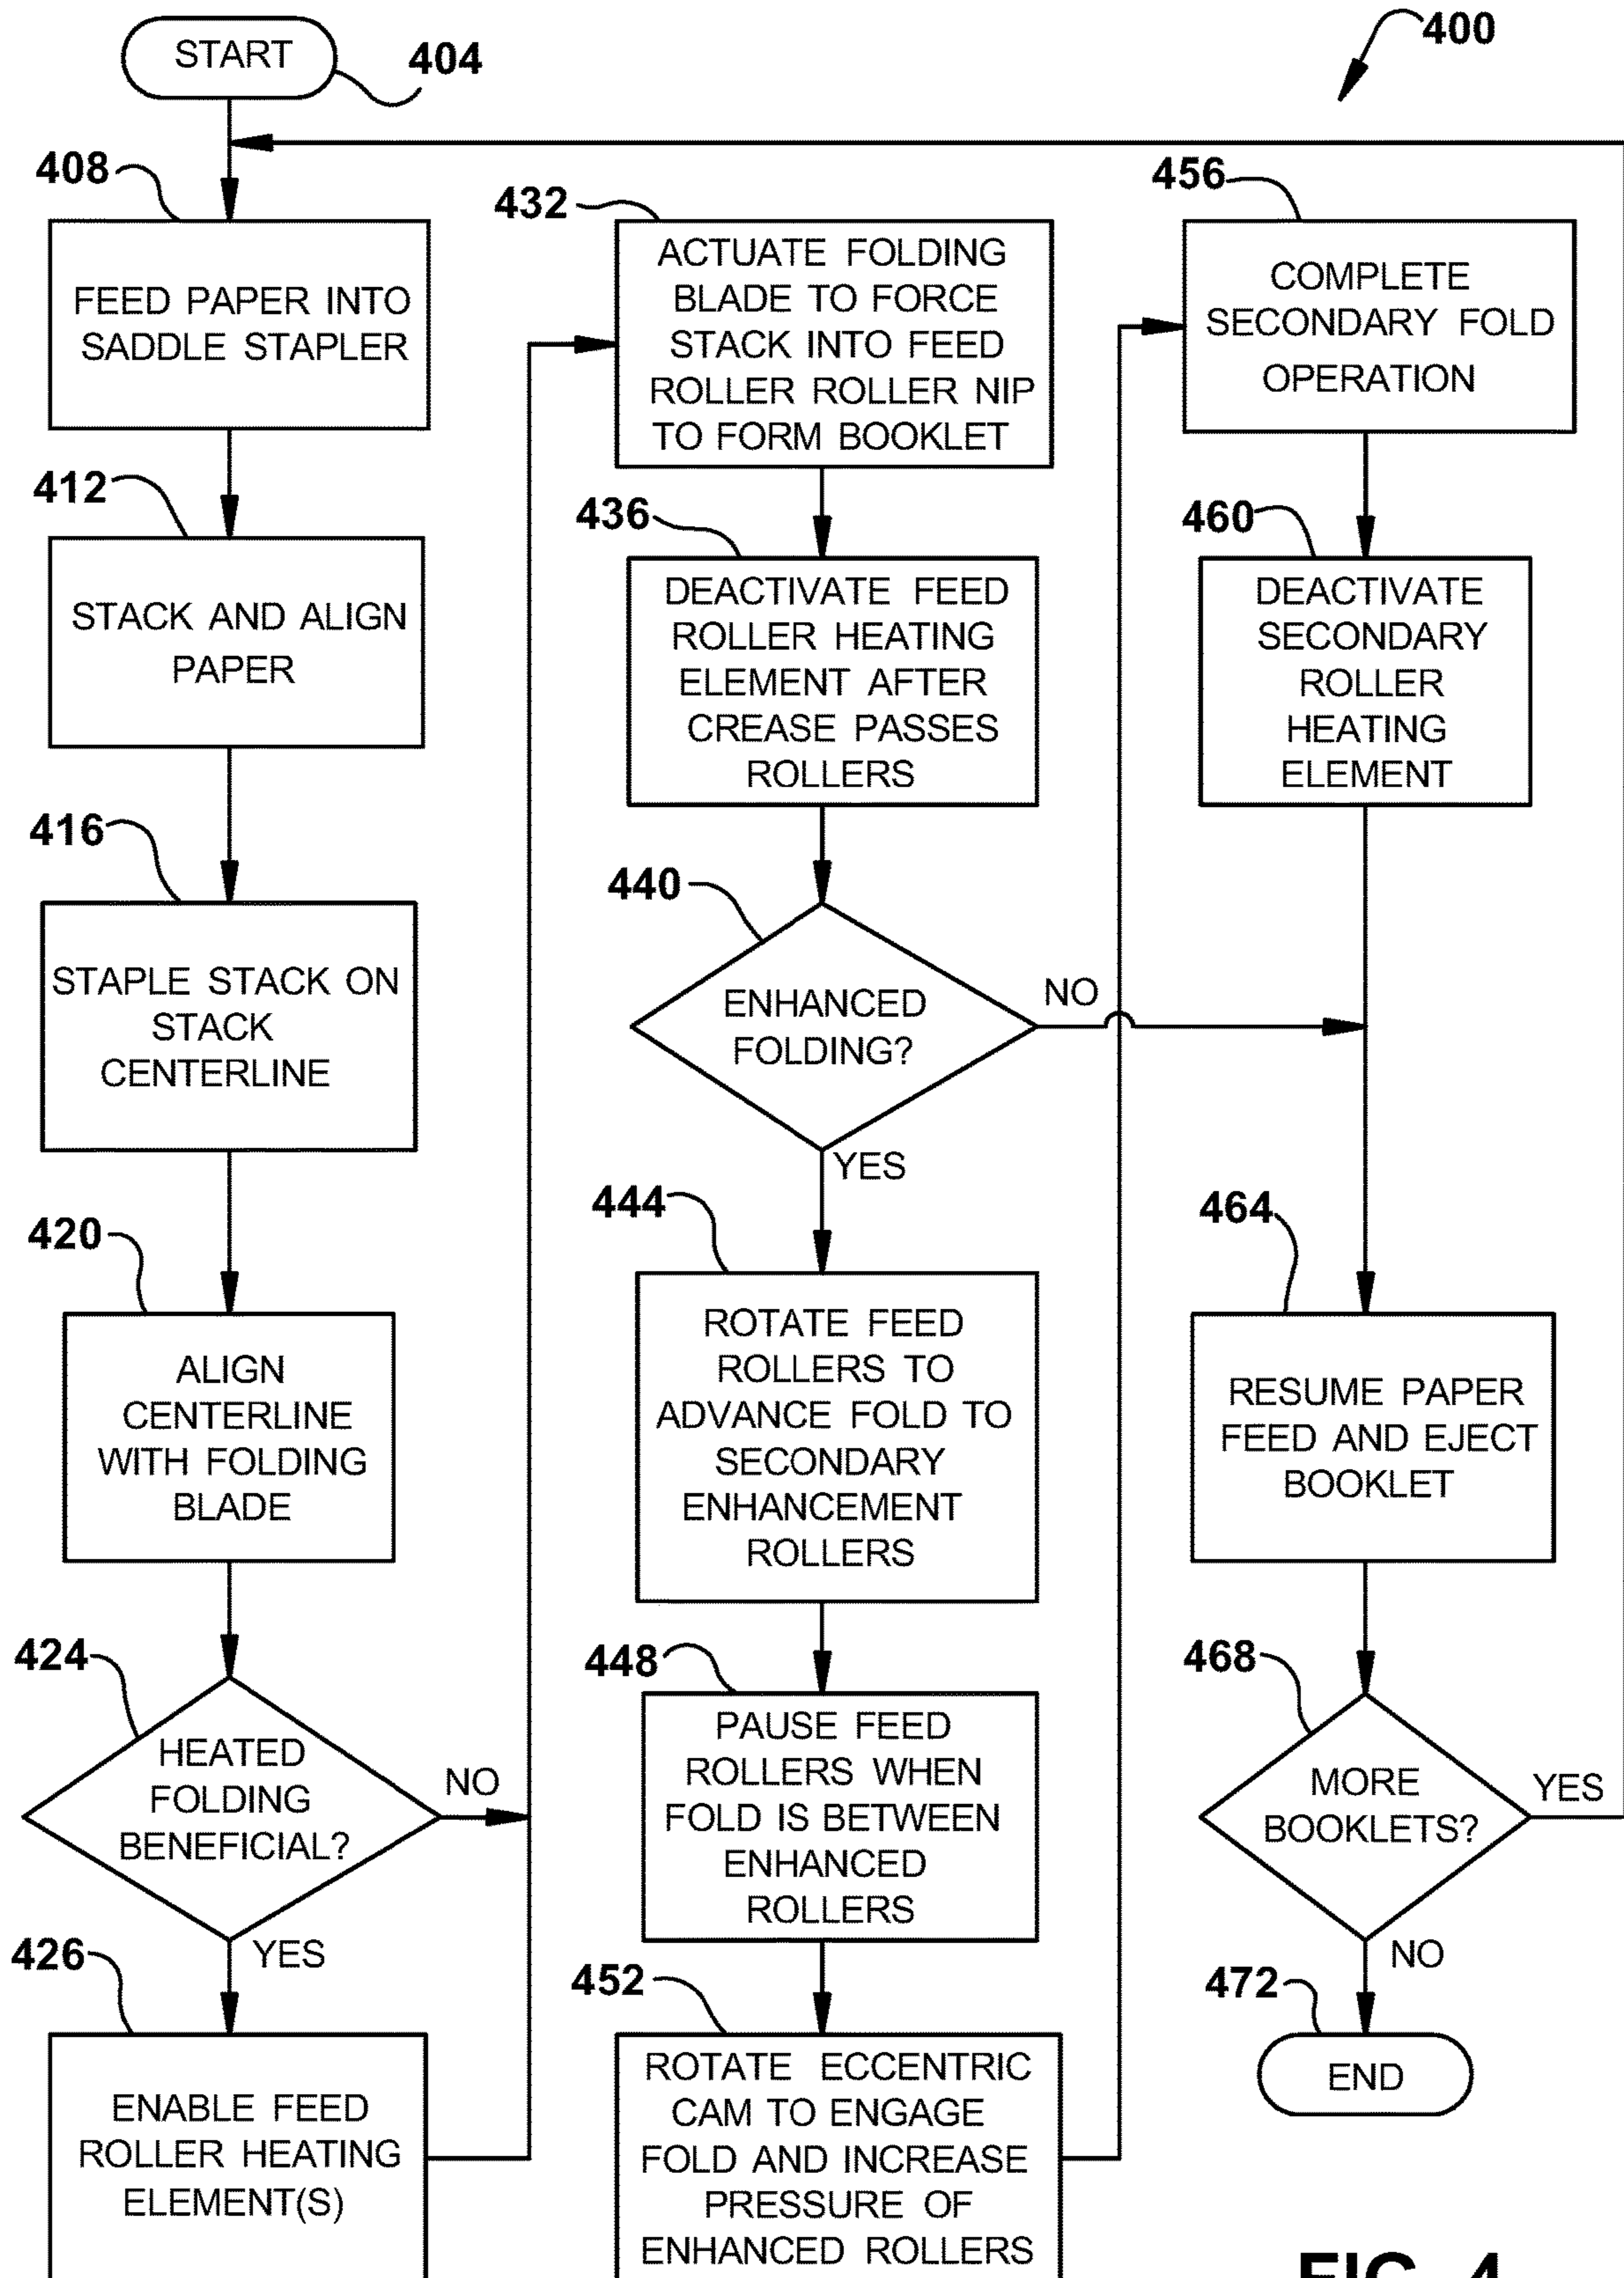 400
START
404
408
FEED PAPER INTO
SADDLE STAPLER
412
STACK AND ALIGN
PAPER
416
STAPLE STACK ON
STACK
CENTERLINE
420
ALIGN
CENTERLINE
WITH FOLDING
BLADE
424
HEATED
FOLDING
BENEFICIAL?
NO
YES
426
ENABLE FEED
ROLLER HEATING
ELEMENT(S)
432
ACTUATE FOLDING
BLADE TO FORCE
STACK INTO FEED
ROLLER ROLLER NIP
TO FORM BOOKLET
436
DEACTIVATE FEED
ROLLER HEATING
ELEMENT AFTER
CREASE PASSES
ROLLERS
440
ENHANCED
FOLDING?
NO
YES
444
ROTATE FEED
ROLLERS TO
ADVANCE FOLD TO
SECONDARY
ENHANCEMENT
ROLLERS
448
PAUSE FEED
ROLLERS WHEN
FOLD IS BETWEEN
ENHANCED
ROLLERS
452
ROTATE ECCENTRIC
CAM TO ENGAGE
FOLD AND INCREASE
PRESSURE OF
ENHANCED ROLLERS
456
COMPLETE
SECONDARY FOLD
OPERATION
460
DEACTIVATE
SECONDARY
ROLLER
HEATING
ELEMENT
464
RESUME PAPER
FEED AND EJECT
BOOKLET
468
MORE
BOOKLETS?
YES
NO
472
END
FIG. 4